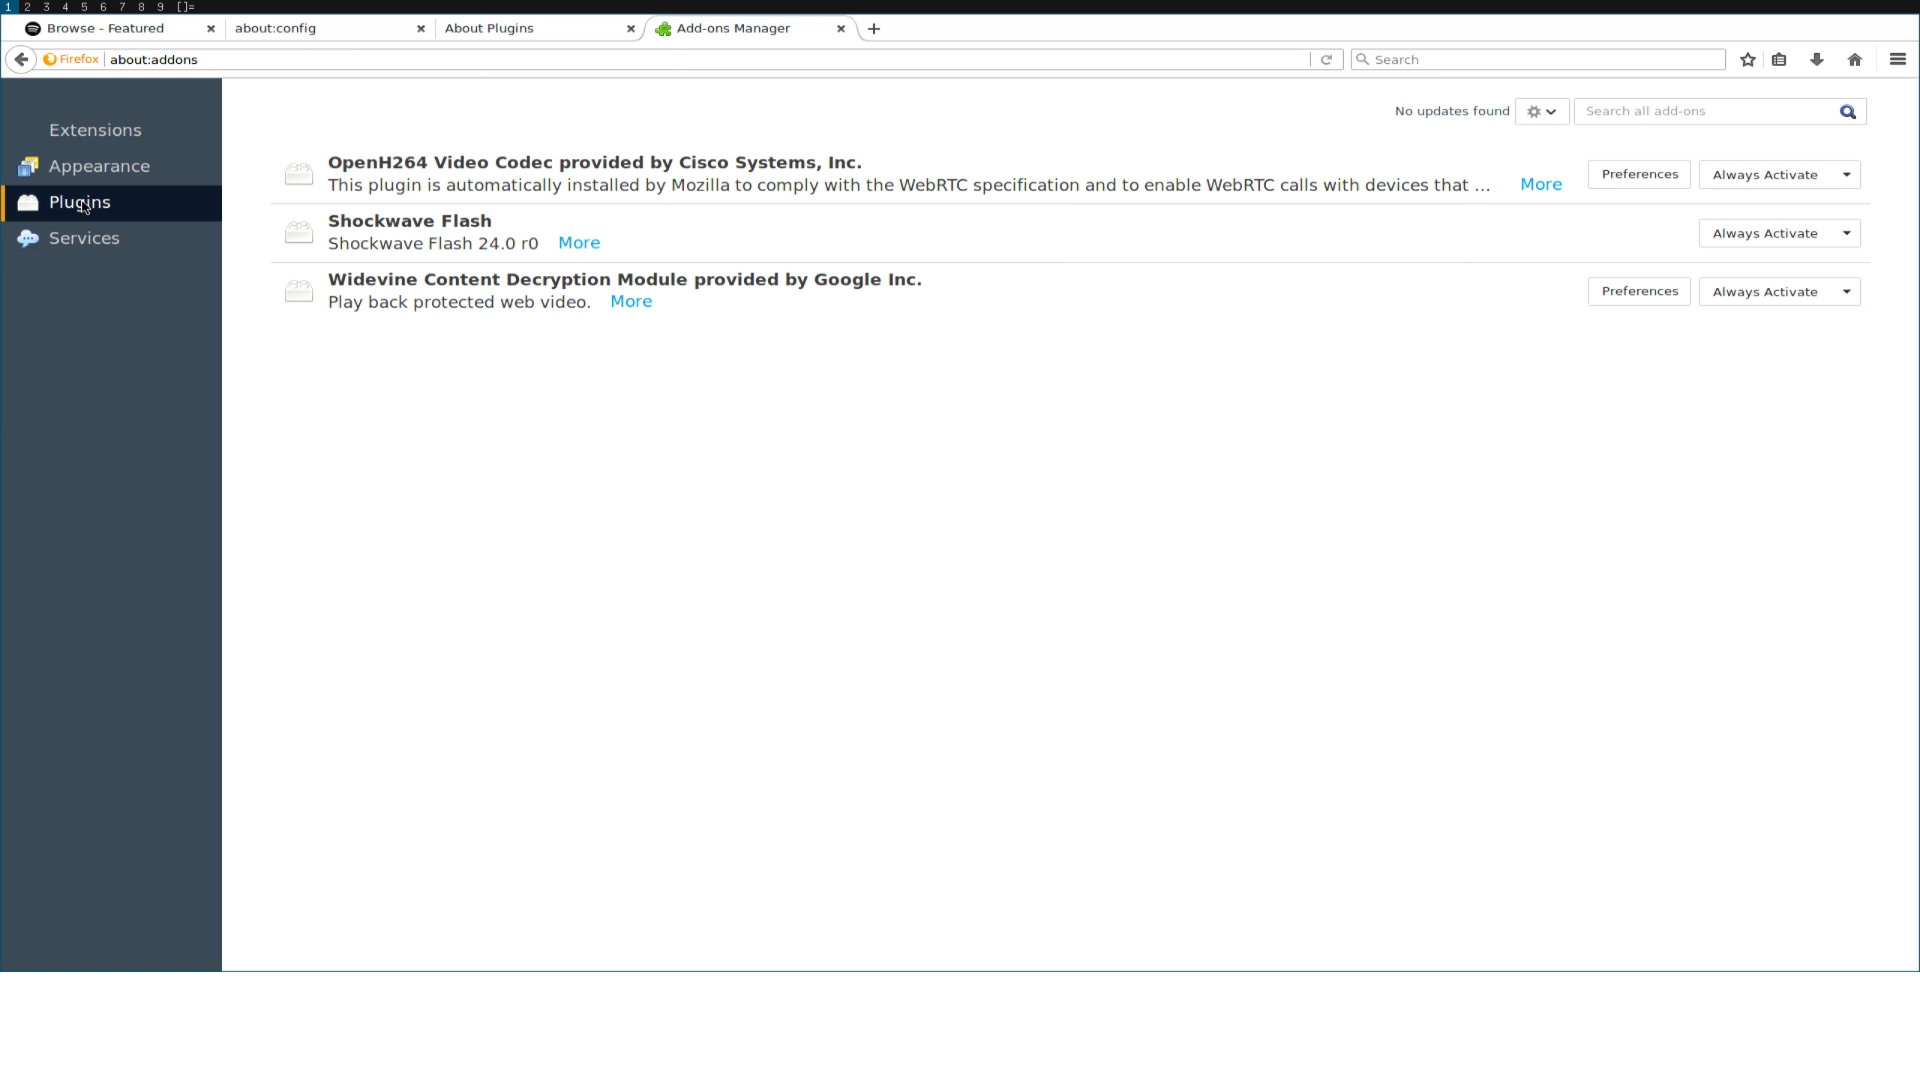 1 2 3 4 5 6 7 8 9 []=
Browse - Featured
about:config
About Plugins
Add-ons Manager
Firefox about:addons
Search
No updates found
Search all add-ons
Extensions
Appearance
Plugins
Services
OpenH264 Video Codec provided by Cisco Systems, Inc.
This plugin is automatically installed by Mozilla to comply with the WebRTC specification and to enable WebRTC calls with devices that ... More
Preferences Always Activate
Shockwave Flash
Shockwave Flash 24.0 r0 More
Always Activate
Widevine Content Decryption Module provided by Google Inc.
Play back protected web video. More
Preferences Always Activate